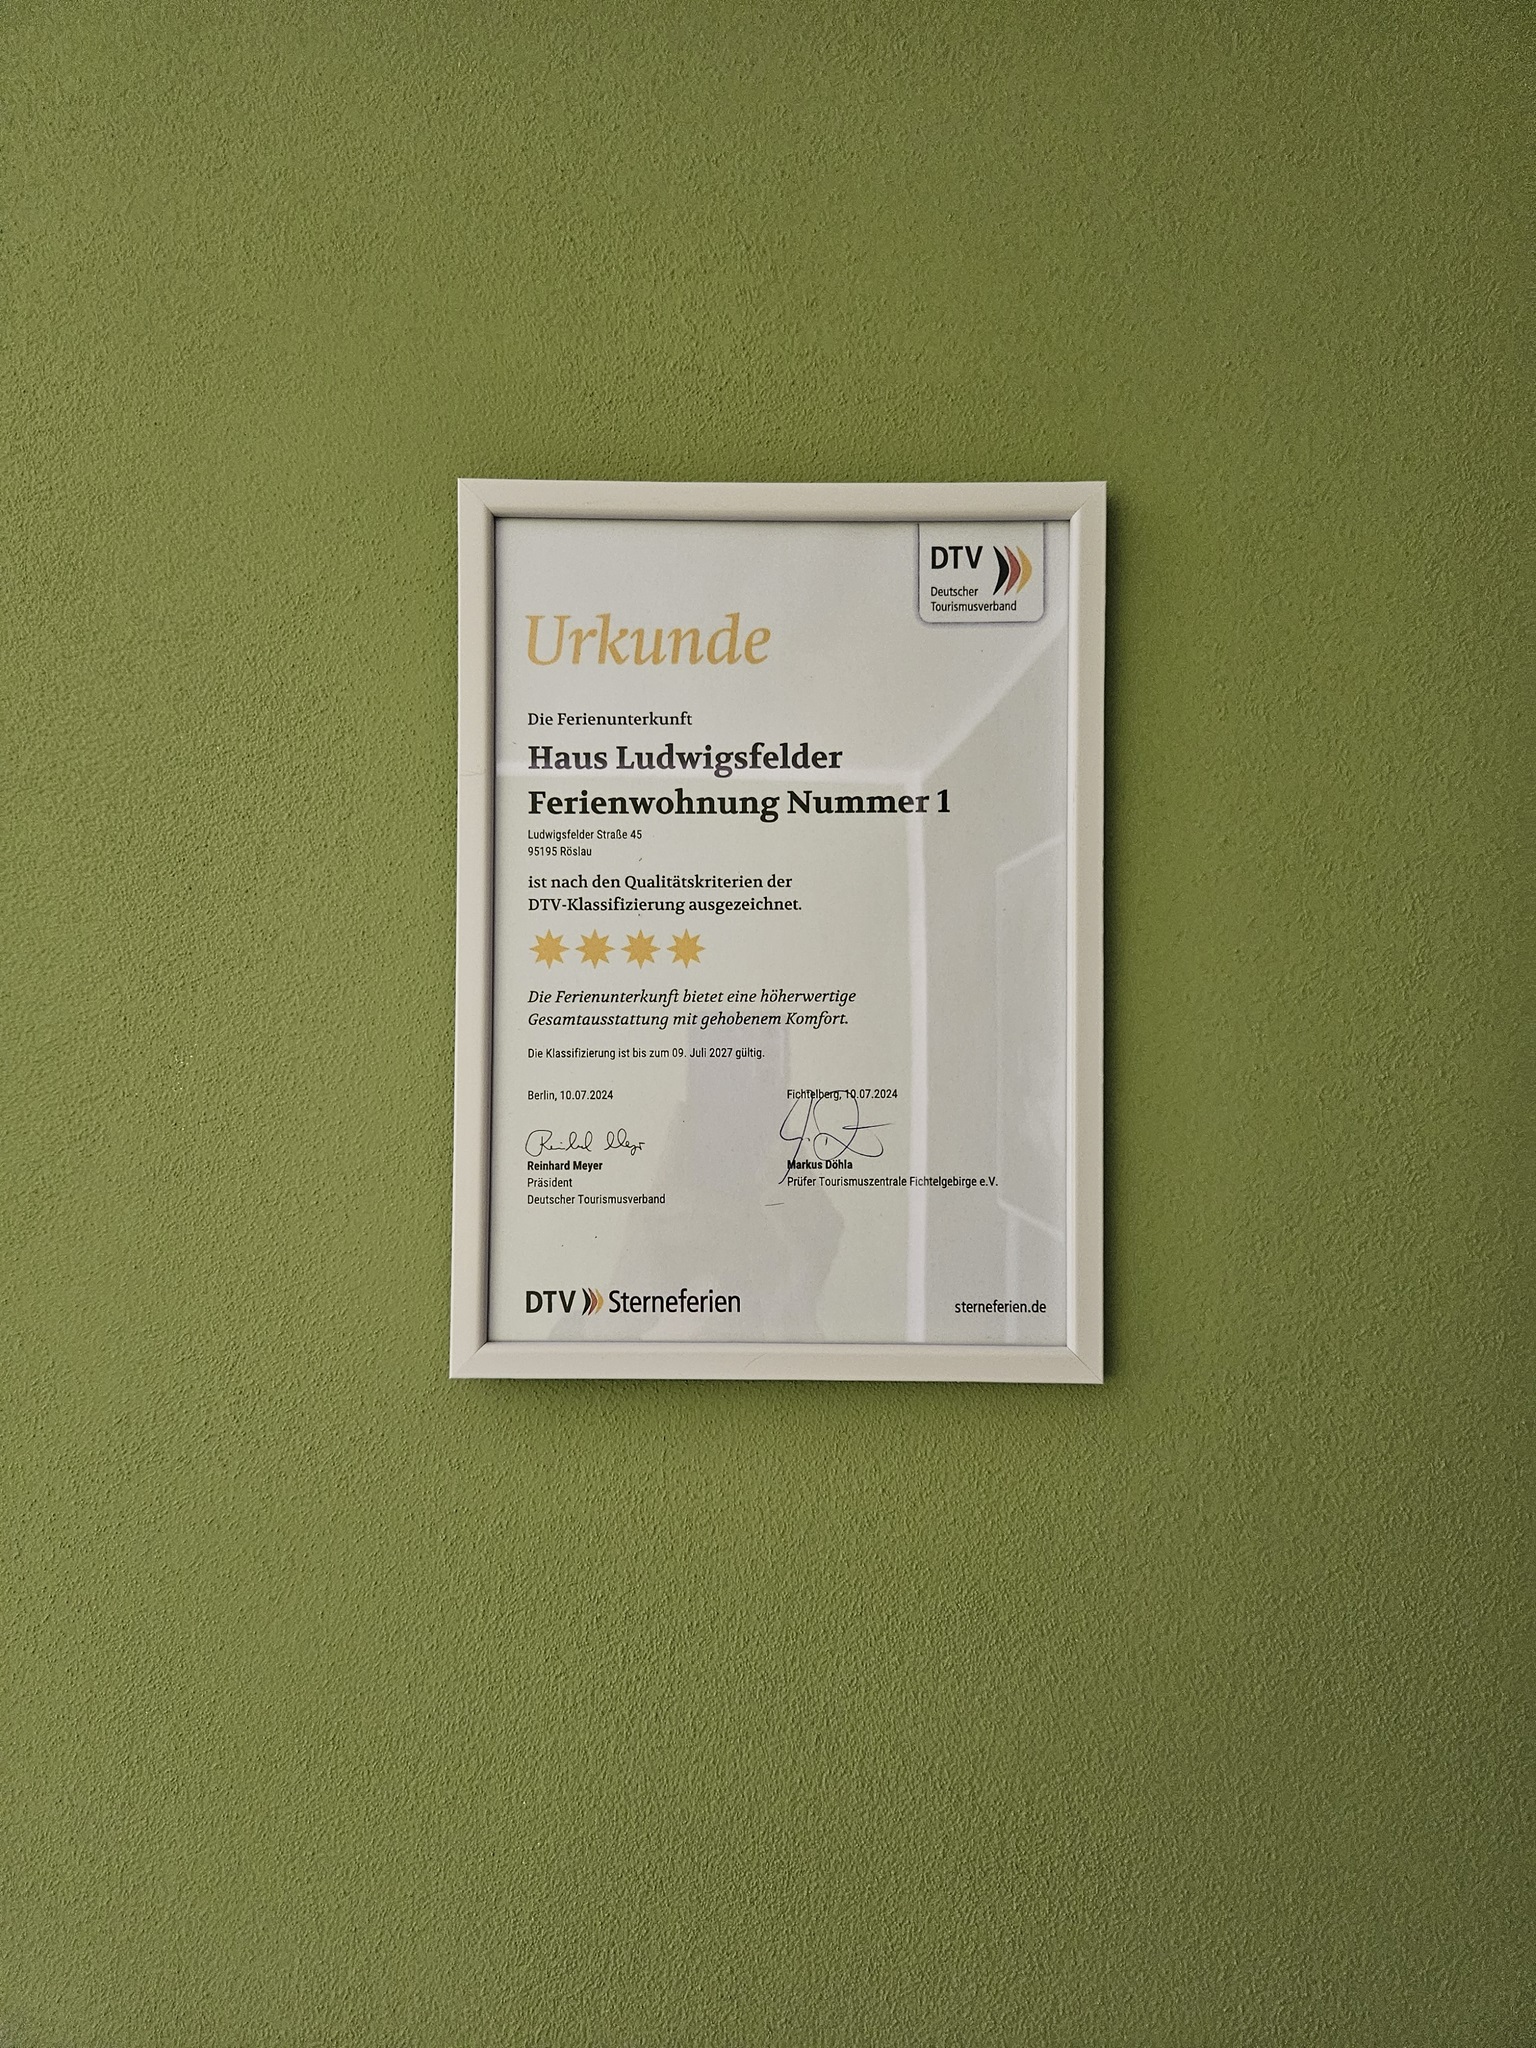 DTV
Deutscher
Tourismusverband
Urkunde
Die Ferienunterkunft
Haus Ludwigsfelder
Ferienwohnung Nummer 1
Ludwigsfelder Straße 45
95195 Röslau
ist nach den Qualitätskriterien der
DTV-Klassifizierung ausgezeichnet.
Die Ferienunterkunft bietet eine höherwertige
Gesamtausstattung mit gehobenem Komfort.
Die Klassifizierung ist bis zum 09. Juli 2027 gültig.
Berlin, 10.07.2024
Reinhard Meyer
Reinhard Meyer
Präsident
Deutscher Tourismusverband
Fichtelberg, 10.07.2024
Markus Döhla
Prüfer Tourismuszentrale Fichtelgebirge e.V.
DTV Sterneferien
sterneferien.de